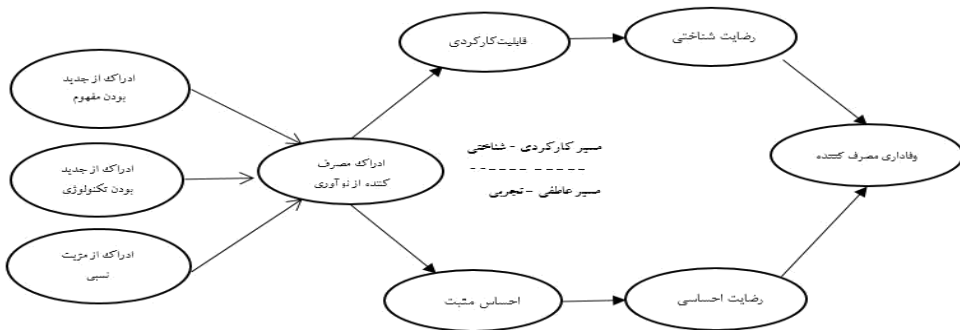 قابلیت کارکردی
رضایت شناختی
ادراک از جدید
بودن مفهوم
ادراک از جدید
بودن تکنولوژی
ادراک از مزیت
نسبی
ادراک مصرف
کننده از نوآوری
مسیر کارکردی - شناختی
مسیر عاطفی - تجربی
وفاداری مصرف کننده
احساس مثبت
رضایت احساسی